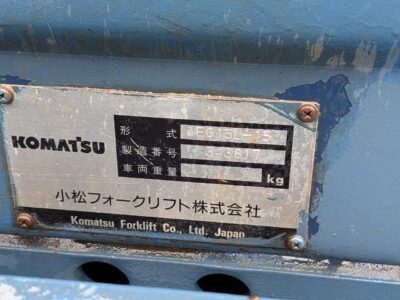 KOMATSU
形式
製造番号
車両重量 kg
小松フォークリフト株式会社
Komatsu Forklift Co., Ltd. Japan